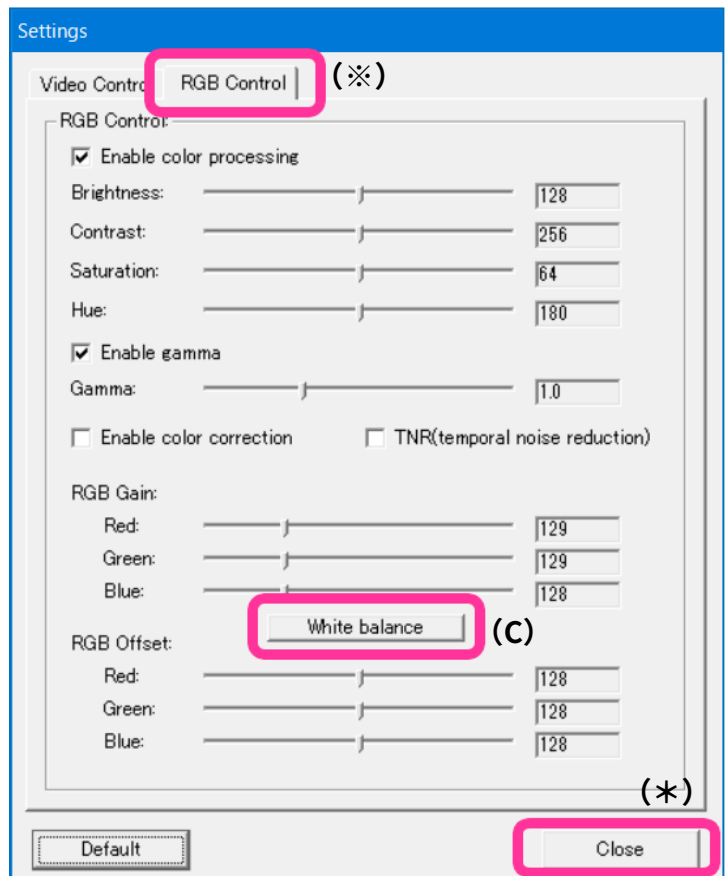 Settings
Video Contro RGB Control (※)
RGB Control:
Enable color processing
Brightness: 128
Contrast: 256
Saturation: 64
Hue: 180
Enable gamma
Gamma: 1.0
Enable color correction TNR(temporal noise reduction)
RGB Gain:
Red: 129
Green: 129
Blue: 128
White balance (C)
RGB Offset:
Red: 128
Green: 128
Blue: 128
(＊)
Default Close